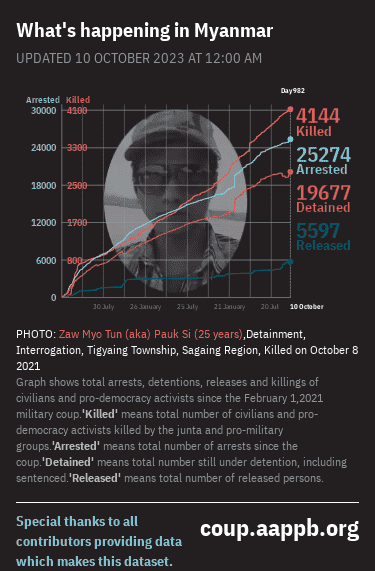 What's happening in Myanmar
UPDATED 10 OCTOBER 2023 AT 12:00 AM
Day982
Arrested Killed
30000 4100
24000 3300
18000 2500
12000 1700
6000 800
0
4144
Killed
25274
Arrested
19677
Detained
5597
Released
30 July 26 January 25 July 21 January 20 Jul 10 October
PHOTO: Zaw Myo Tun (aka) Pauk Si (25 years),Detainment,
Interrogation, Tigyaing Township, Sagaing Region, Killed on October 8
2021
Graph shows total arrests, detentions, releases and killings of
civilians and pro-democracy activists since the February 1,2021
military coup.'Killed' means total number of civilians and pro-
democracy activists killed by the junta and pro-military
groups.'Arrested' means total number of arrests since the
coup.'Detained' means total number still under detention, including
sentenced.'Released' means total number of released persons.
Special thanks to all
contributors providing data
which makes this dataset.
coup.aappb.org